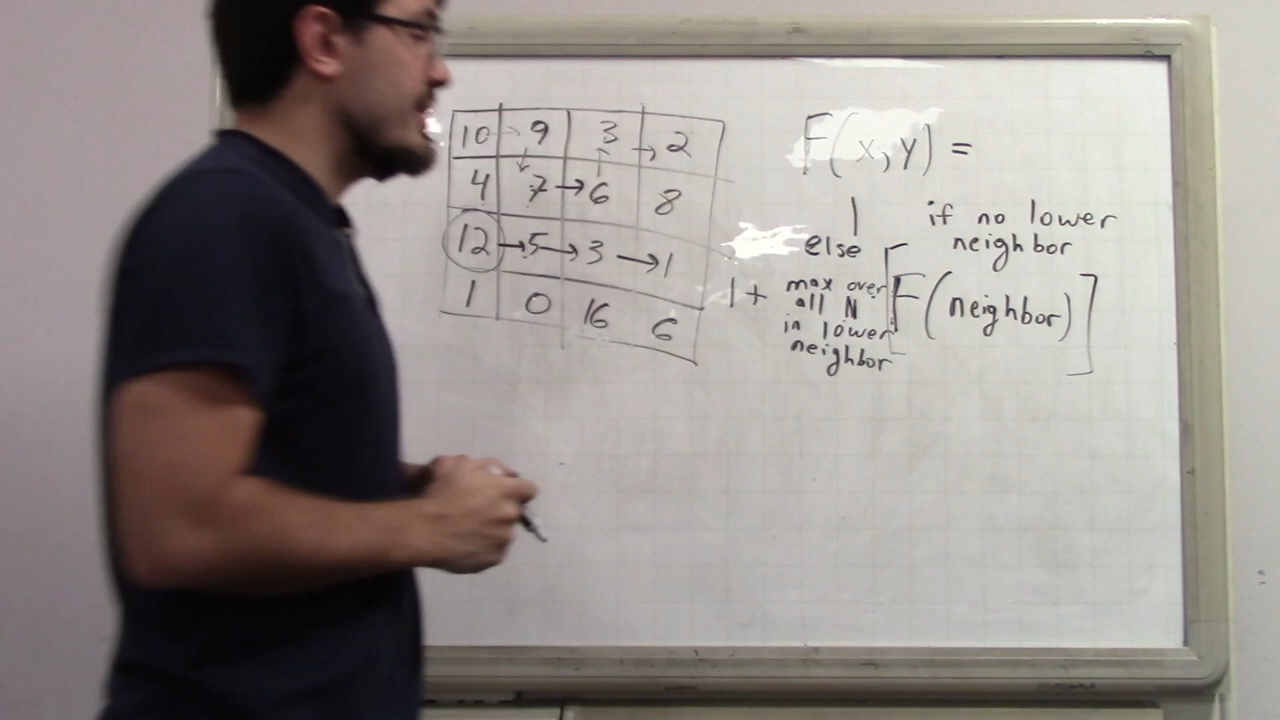 10 → 9 3 → 2
4 7 → 6 8
12 → 5 → 3 → 1
1 0 16 6
F(x,y) =
1 if no lower neighbor
else
1 + max over all N in lower neighbor [F(neighbor)]